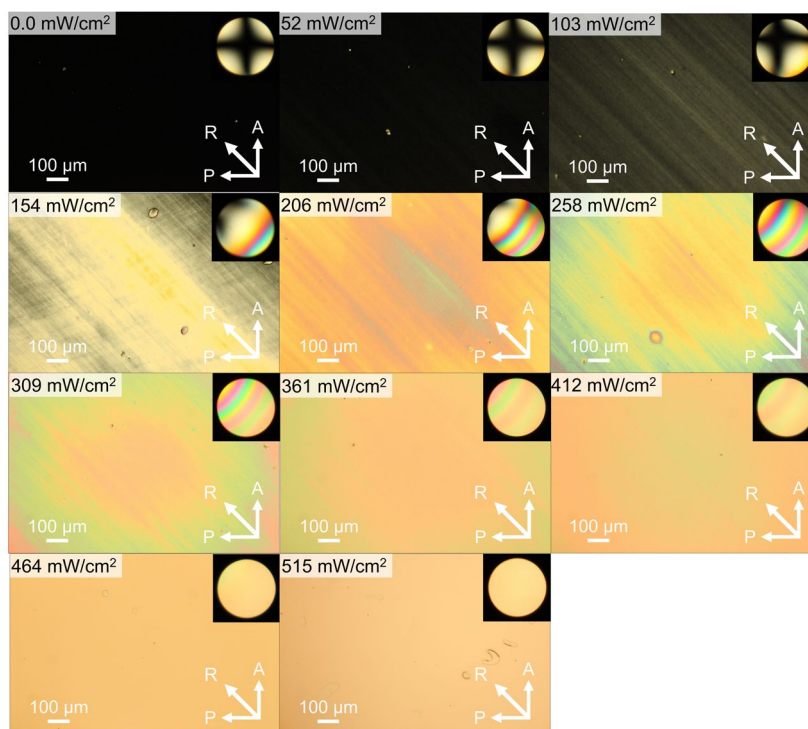 0.0 mW/cm²
52 mW/cm²
103 mW/cm²
R A
P
100 µm
R A
P
100 µm
R A
P
100 µm
154 mW/cm²
206 mW/cm²
258 mW/cm²
R A
P
100 µm
R A
P
100 µm
R A
P
100 µm
309 mW/cm²
361 mW/cm²
412 mW/cm²
R A
P
100 µm
R A
P
100 µm
R A
P
100 µm
464 mW/cm²
515 mW/cm²
R A
P
100 µm
R A
P
100 µm